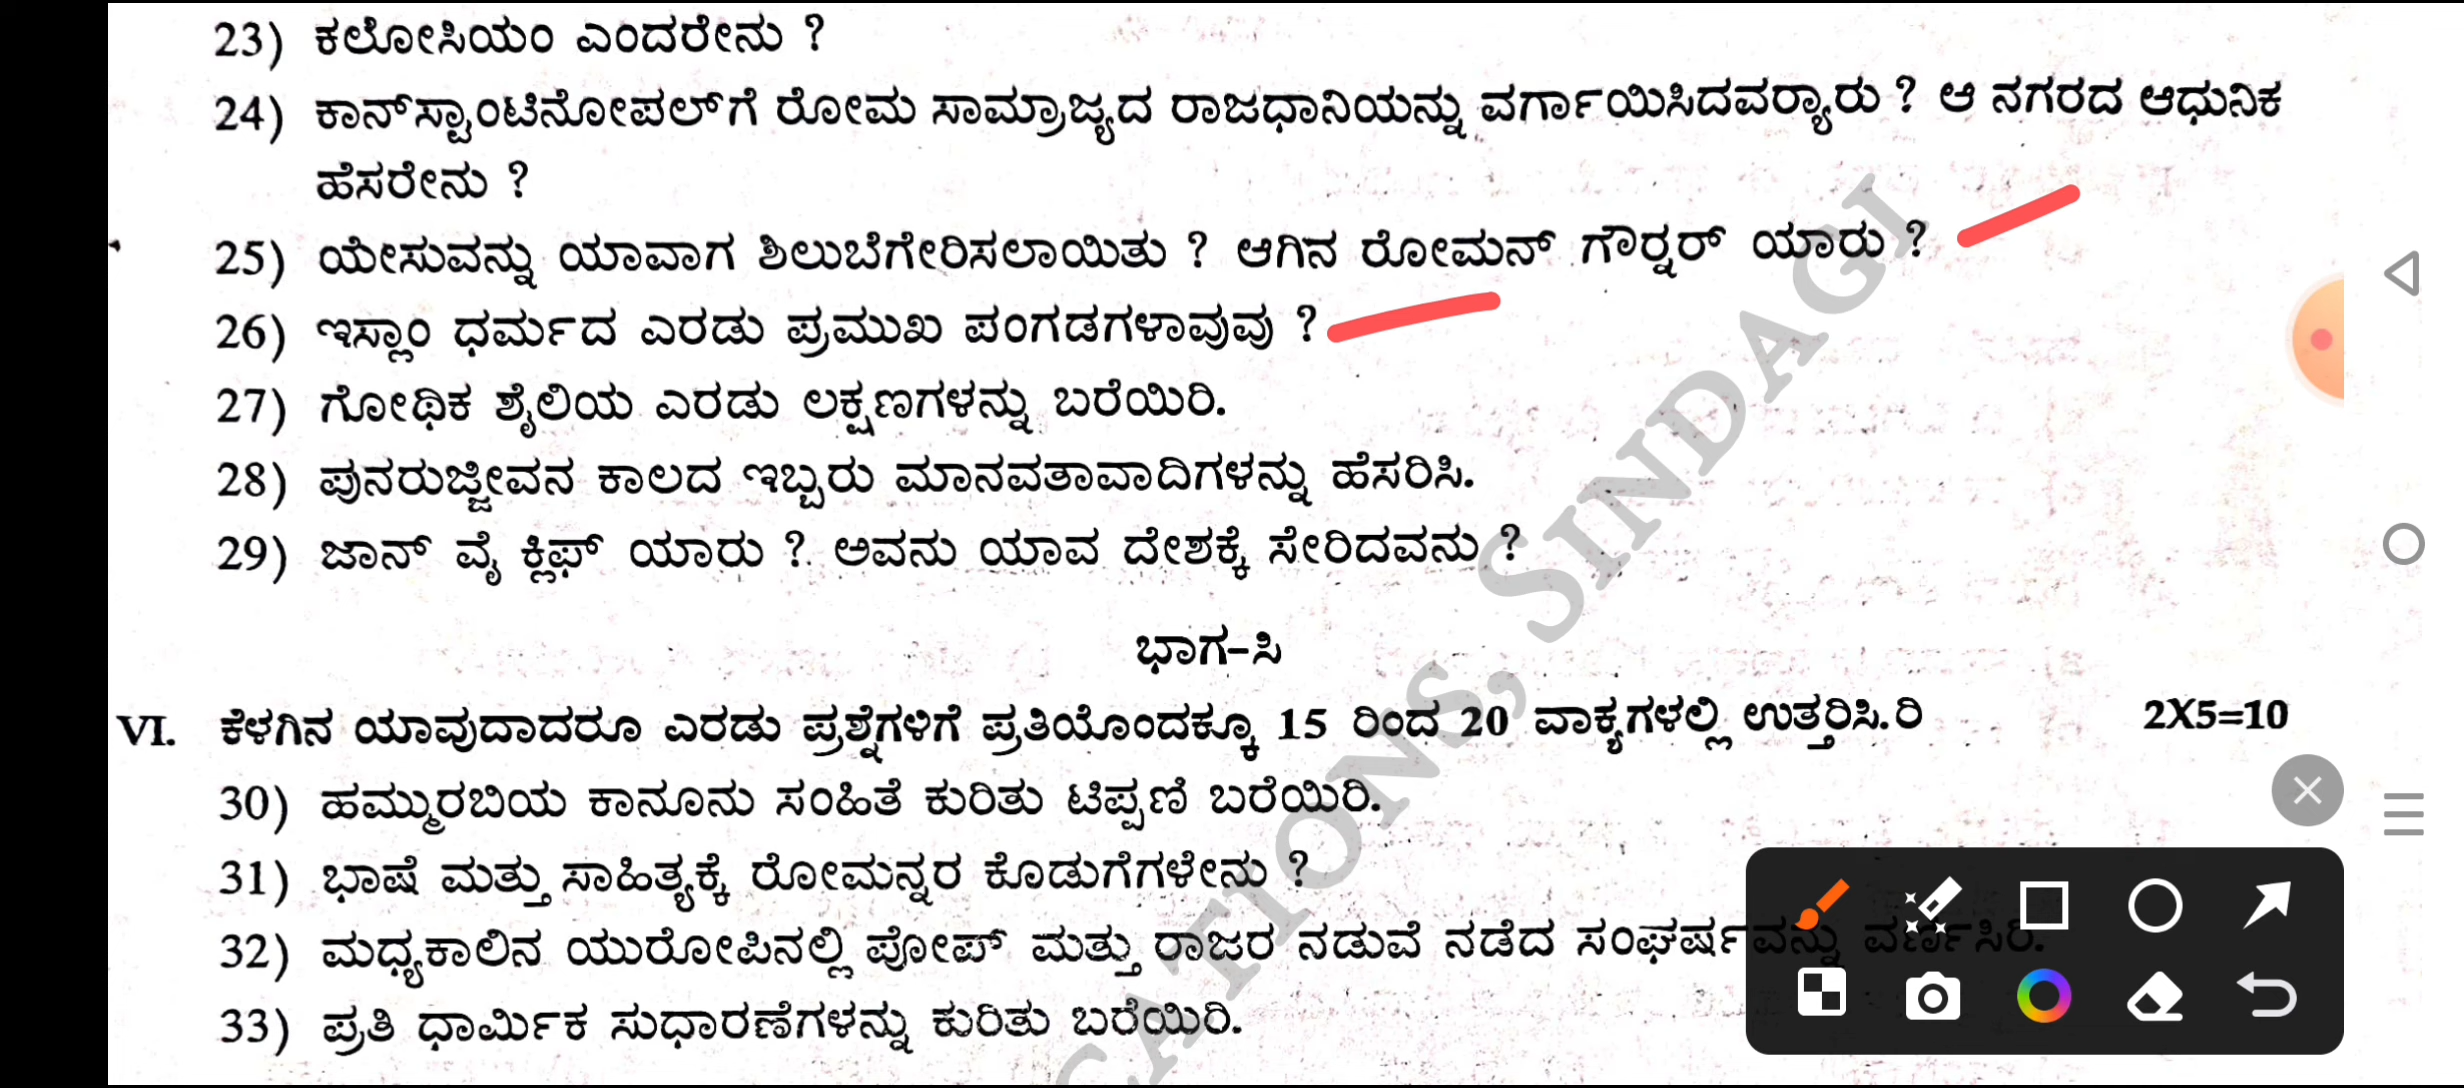 23) ಕಲೋಸಿಯಂ ಎಂದರೇನು ?
24) ಕಾನ್‌ಸ್ಟಾಂಟಿನೋಪಲ್‌ಗೆ ರೋಮ ಸಾಮ್ರಾಜ್ಯದ ರಾಜಧಾನಿಯನ್ನು ವರ್ಗಾಯಿಸಿದವರ‍್ಯಾರು ? ಆ ನಗರದ ಆಧುನಿಕ
ಹೆಸರೇನು ?
25) ಯೇಸುವನ್ನು ಯಾವಾಗ ಶಿಲುಬೆಗೇರಿಸಲಾಯಿತು ? ಆಗಿನ ರೋಮನ್ ಗೌರ‍್ನರ್ ಯಾರು ?
26) ಇಸ್ಲಾಂ ಧರ್ಮದ ಎರಡು ಪ್ರಮುಖ ಪಂಗಡಗಳಾವುವು ?
27) ಗೋಥಿಕ ಶೈಲಿಯ ಎರಡು ಲಕ್ಷಣಗಳನ್ನು ಬರೆಯಿರಿ.
28) ಪುನರುಜ್ಜೀವನ ಕಾಲದ ಇಬ್ಬರು ಮಾನವತಾವಾದಿಗಳನ್ನು ಹೆಸರಿಸಿ.
29) ಜಾನ್ ವೈ ಕ್ಲಿಫ್ ಯಾರು ? ಅವನು ಯಾವ ದೇಶಕ್ಕೆ ಸೇರಿದವನು ?
ಭಾಗ-ಸಿ
VI. ಕೆಳಗಿನ ಯಾವುದಾದರೂ ಎರಡು ಪ್ರಶ್ನೆಗಳಿಗೆ ಪ್ರತಿಯೊಂದಕ್ಕೂ 15 ರಿಂದ 20 ವಾಕ್ಯಗಳಲ್ಲಿ ಉತ್ತರಿಸಿ.ರಿ 2X5=10
30) ಹಮ್ಮುರಬಿಯ ಕಾನೂನು ಸಂಹಿತೆ ಕುರಿತು ಟಿಪ್ಪಣಿ ಬರೆಯಿರಿ.
31) ಭಾಷೆ ಮತ್ತು ಸಾಹಿತ್ಯಕ್ಕೆ ರೋಮನ್ನರ ಕೊಡುಗೆಗಳೇನು ?
32) ಮಧ್ಯಕಾಲಿನ ಯುರೋಪಿನಲ್ಲಿ ಪೋಪ್ ಮತ್ತು ರಾಜರ ನಡುವೆ ನಡೆದ ಸಂಘರ್ಷವನ್ನು ವರ್ಣಿಸಿರಿ.
33) ಪ್ರತಿ ಧಾರ್ಮಿಕ ಸುಧಾರಣೆಗಳನ್ನು ಕುರಿತು ಬರೆಯಿರಿ.
CATIONS, SINDAGI